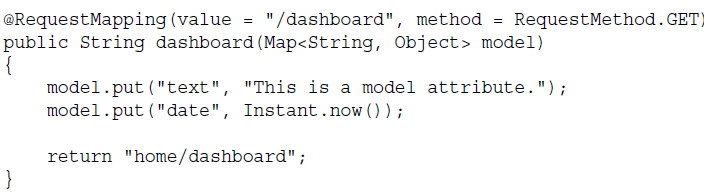 @RequestMapping(value = "/dashboard", method = RequestMethod.GET)
public String dashboard(Map<String, Object> model)
{
    model.put("text", "This is a model attribute.");
    model.put("date", Instant.now());

    return "home/dashboard";
}